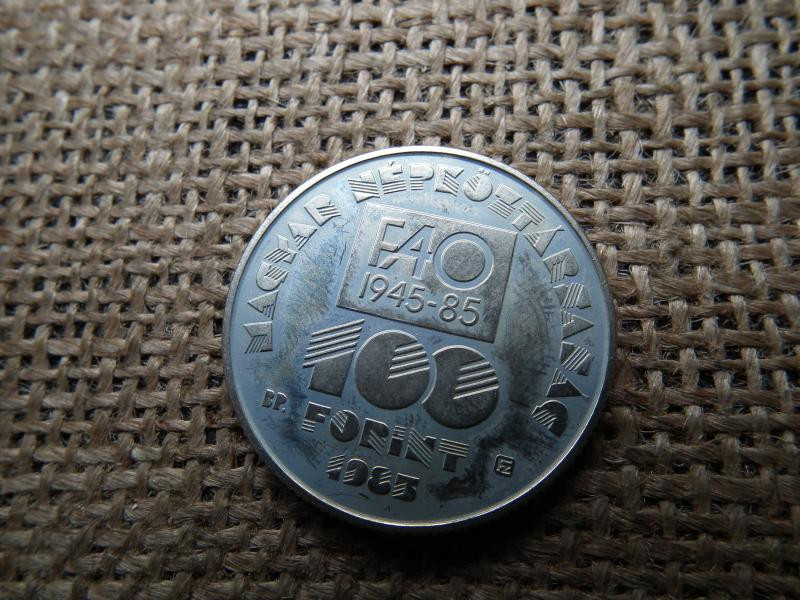 MAGYAR NÉPKÖZTÁRSASÁG
FAO
1945-85
100
BP. FORINT
1985